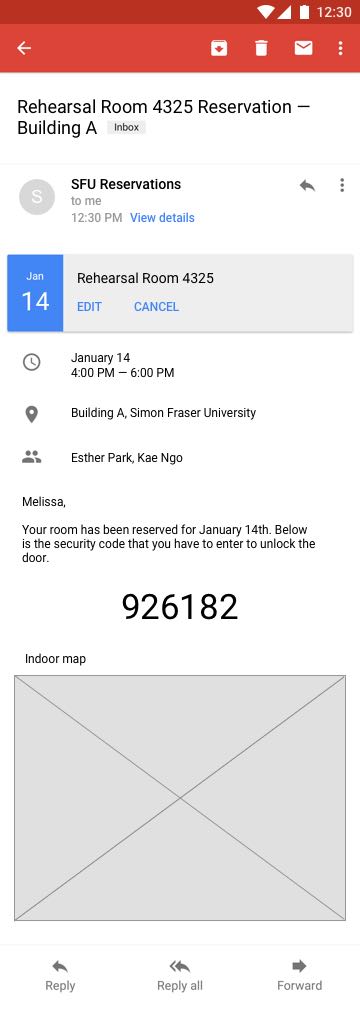 12:30
Rehearsal Room 4325 Reservation —
Building A Inbox
S
SFU Reservations
to me
12:30 PM View details
Jan
14
Rehearsal Room 4325
EDIT CANCEL
January 14
4:00 PM — 6:00 PM
Building A, Simon Fraser University
Esther Park, Kae Ngo
Melissa,
Your room has been reserved for January 14th. Below
is the security code that you have to enter to unlock the
door.
926182
Indoor map
Reply Reply all Forward